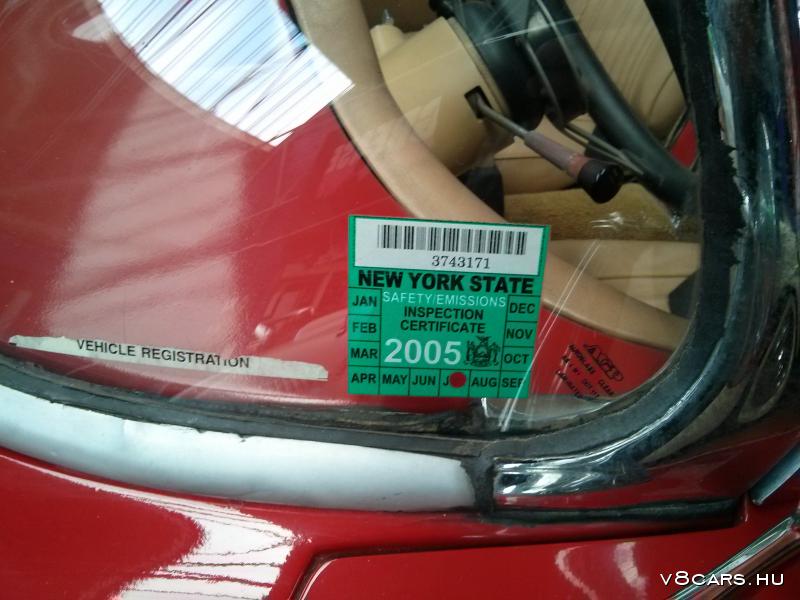 3743171
NEW YORK STATE
SAFETY/EMISSIONS
INSPECTION
CERTIFICATE
2005
JAN
FEB
MAR
APR MAY JUN J AUG SEP
DEC
NOV
OCT
VEHICLE REGISTRATION
CLEAR
V8CARS.HU